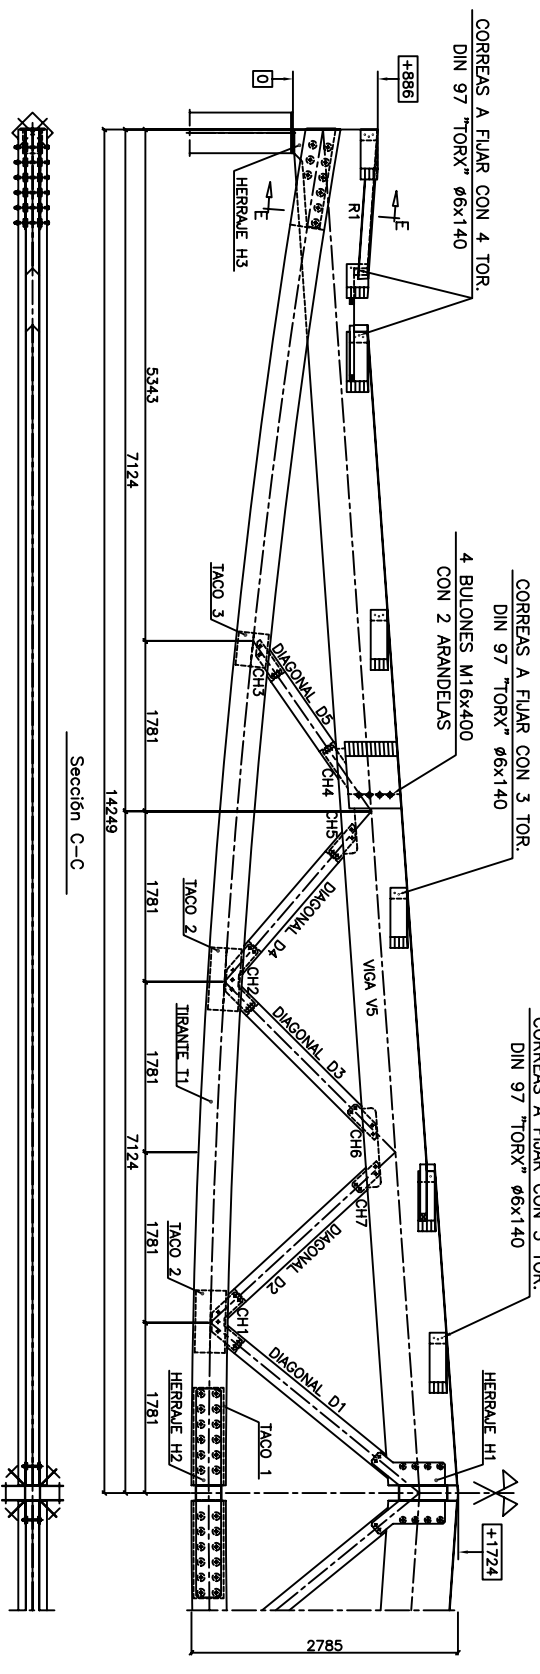 CORREAS A FIJAR CON 4 TOR.
DIN 97 "TORX" ø6x140
+886
0
R1
E
E
HERRAJE H3
5343
7124
14249
4 BULONES M16x400
CON 2 ARANDELAS
CORREAS A FIJAR CON 3 TOR.
DIN 97 "TORX" ø6x140
TACO 3
CH3
DIAGONAL D5
CH4
CH5
1781
DIAGONAL D4
TACO 2
CH2
1781
VIGA V5
TIRANTE T1
DIAGONAL D3
1781
CH6
7124
CH7
DIAGONAL D2
1781
TACO 2
CH1
DIAGONAL D1
1781
CORREAS A FIJAR CON 3 TOR.
DIN 97 "TORX" ø6x140
HERRAJE H1
HERRAJE H2
TACO 1
+1724
2785
Sección C-C